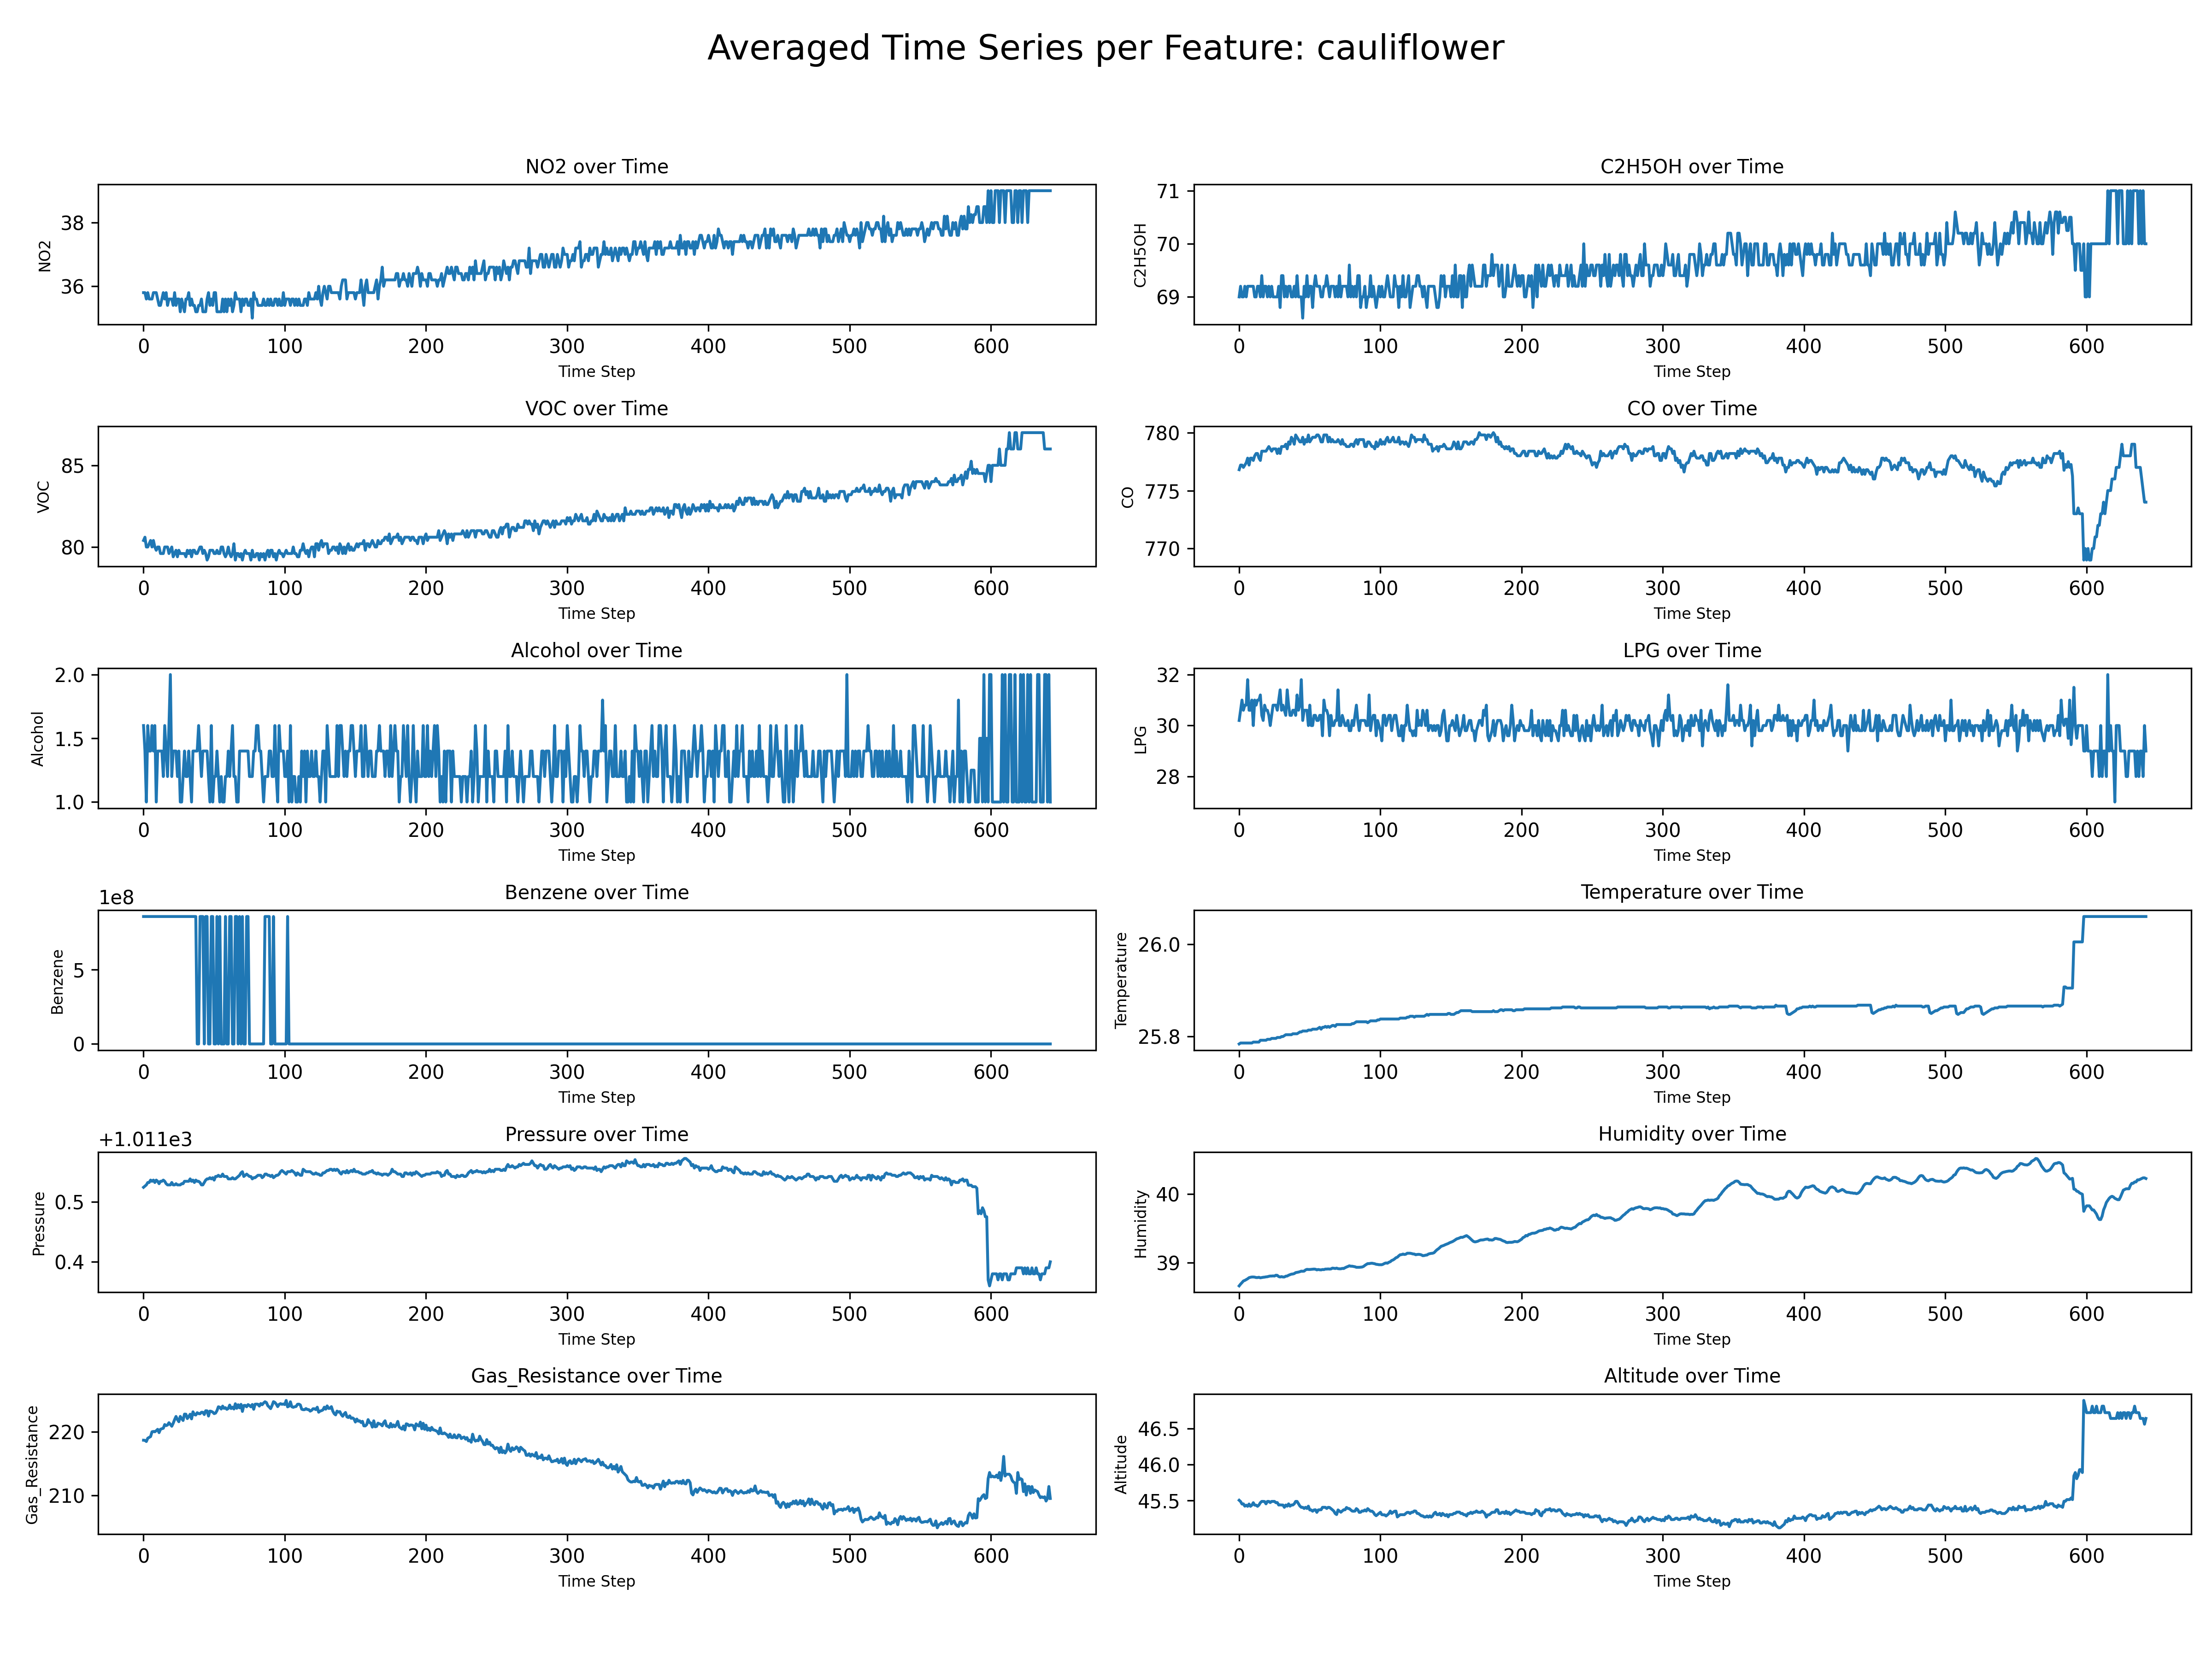 Averaged Time Series per Feature: cauliflower
NO2 over Time
NO2
38
36
0 100 200 300 400 500 600
Time Step
C2H5OH over Time
C2H5OH
71
70
69
0 100 200 300 400 500 600
Time Step
VOC over Time
VOC
85
80
0 100 200 300 400 500 600
Time Step
CO over Time
CO
780
775
770
0 100 200 300 400 500 600
Time Step
Alcohol over Time
Alcohol
2.0
1.5
1.0
0 100 200 300 400 500 600
Time Step
LPG over Time
LPG
32
30
28
0 100 200 300 400 500 600
Time Step
1e8
Benzene over Time
Benzene
5
0
0 100 200 300 400 500 600
Time Step
Temperature over Time
Temperature
26.0
25.8
0 100 200 300 400 500 600
Time Step
+1.011e3
Pressure over Time
Pressure
0.5
0.4
0 100 200 300 400 500 600
Time Step
Humidity over Time
Humidity
40
39
0 100 200 300 400 500 600
Time Step
Gas_Resistance over Time
Gas_Resistance
220
210
0 100 200 300 400 500 600
Time Step
Altitude over Time
Altitude
46.5
46.0
45.5
0 100 200 300 400 500 600
Time Step